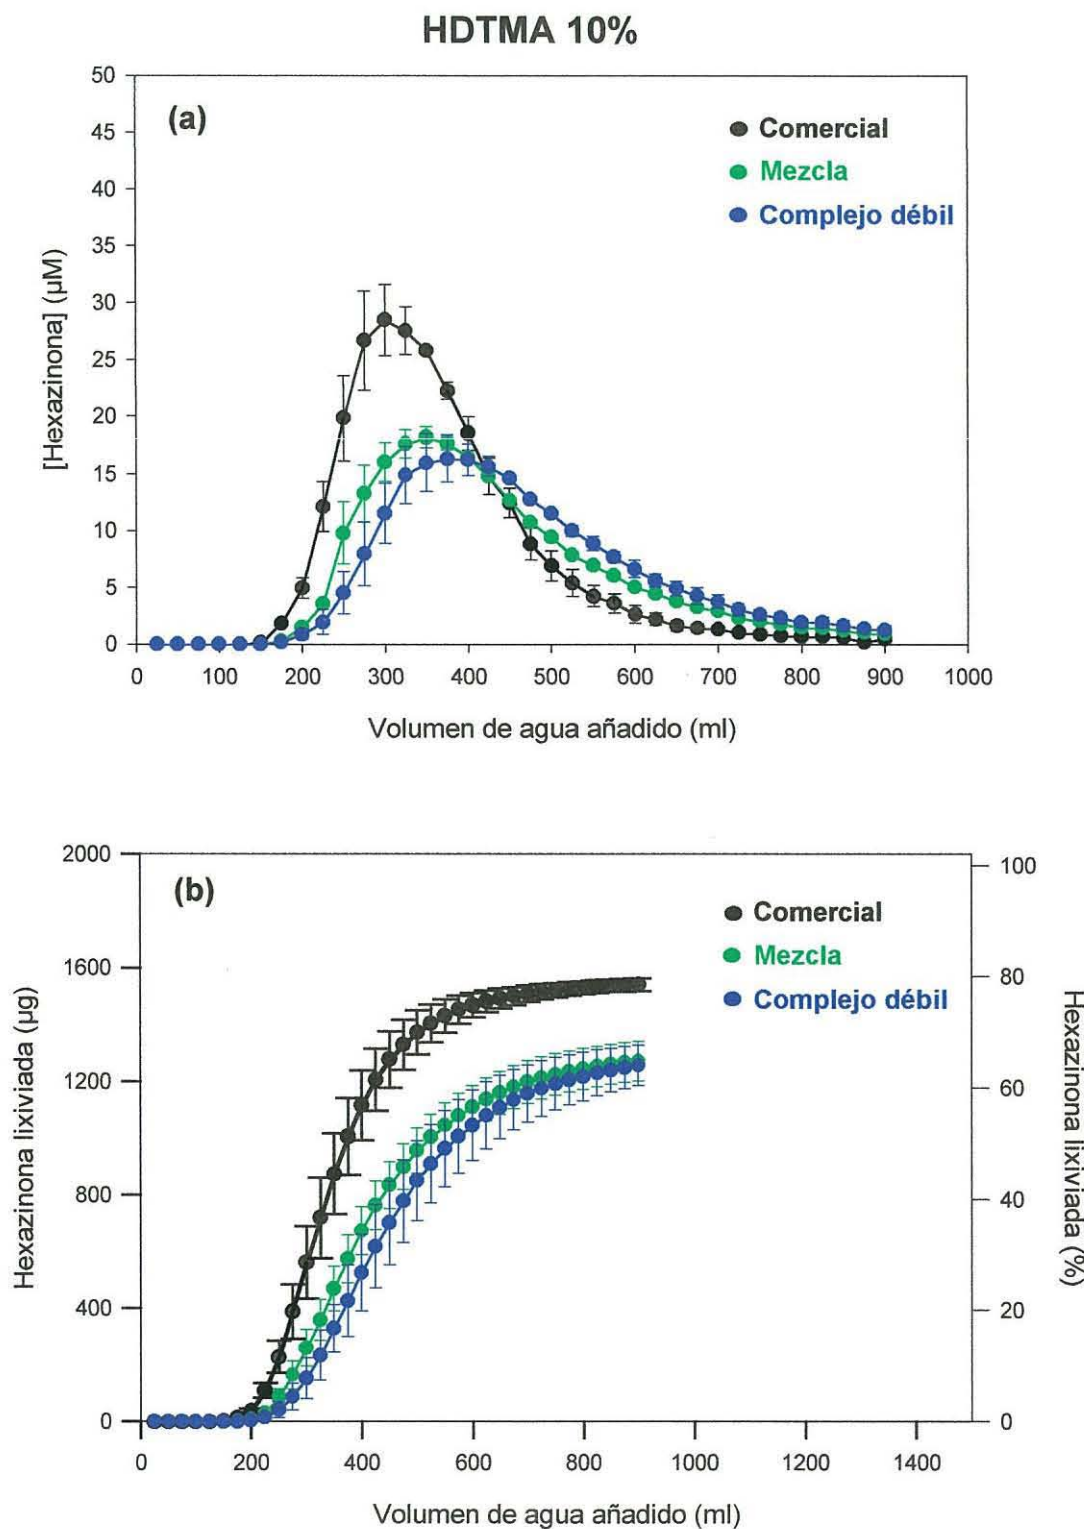 HDTMA 10%
(a)
Comercial
Mezcla
Complejo débil
[Hexazinona] (µM)
50
45
40
35
30
25
20
15
10
5
0
0 100 200 300 400 500 600 700 800 900 1000
Volumen de agua añadido (ml)
(b)
Comercial
Mezcla
Complejo débil
Hexazinona lixiviada (µg)
2000
1600
1200
800
400
0
Hexazinona lixiviada (%)
100
80
60
40
20
0
0 200 400 600 800 1000 1200 1400
Volumen de agua añadido (ml)